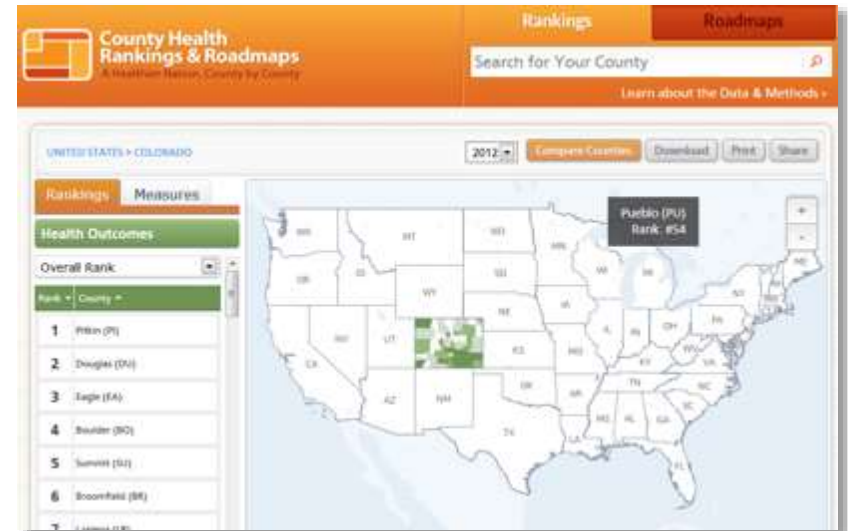 Rankings
Roadmaps
County Health
Rankings & Roadmaps
A Healthier Nation, County by County
Search for Your County
Learn about the Data & Methods ›
UNITED STATES > COLORADO
2012
Compare Counties
Download
Print
Share
Rankings
Measures
Health Outcomes
Overall Rank
Rank
County
1 Pitkin (PI)
2 Douglas (DO)
3 Eagle (EA)
4 Boulder (BO)
5 Summit (SU)
6 Broomfield (BR)
7
Pueblo (PU)
Rank: #54
+
-
WA
MT
ND
MN
OR
ID
SD
WI
MI
ME
WY
NY
NE
IA
NV
UT
IL
IN
OH
PA
CA
KS
MO
KY
WV
VA
AZ
NM
OK
AR
TN
NC
SC
TX
MS
AL
GA
LA
FL